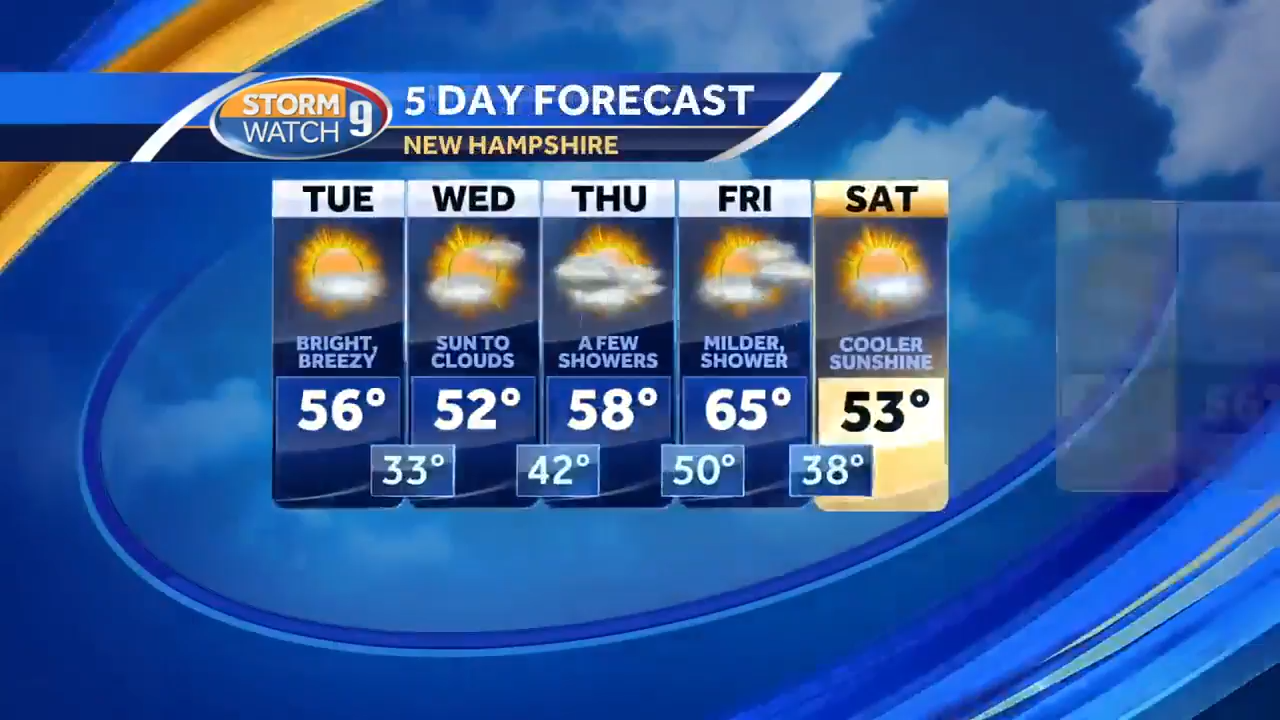 STORM
WATCH 9
5 DAY FORECAST
NEW HAMPSHIRE
TUE
WED
THU
FRI
SAT
BRIGHT,
BREEZY
SUN TO
CLOUDS
A FEW
SHOWERS
MILDER,
SHOWER
COOLER
SUNSHINE
56°
52°
58°
65°
53°
33°
42°
50°
38°